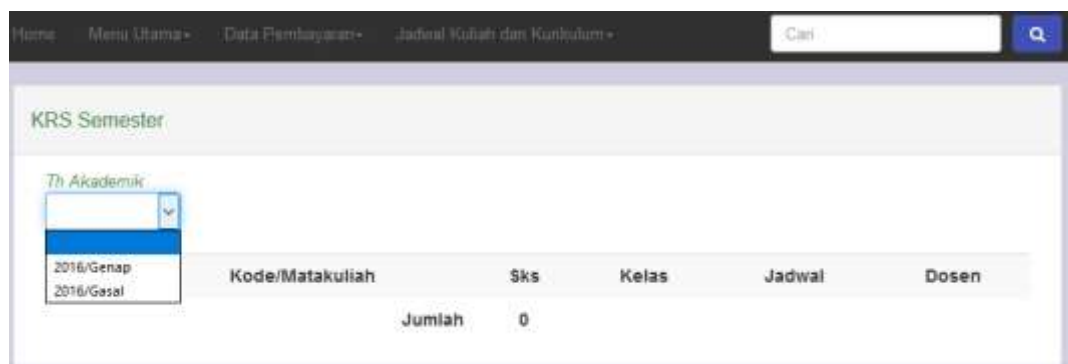 Home Menu Utama Data Pembayaran Jadwal Kuliah dan Kurikulum Cari
KRS Semester
Th Akademik
2016/Genap
2016/Gasal
Kode/Matakuliah Sks Kelas Jadwal Dosen
Jumlah 0